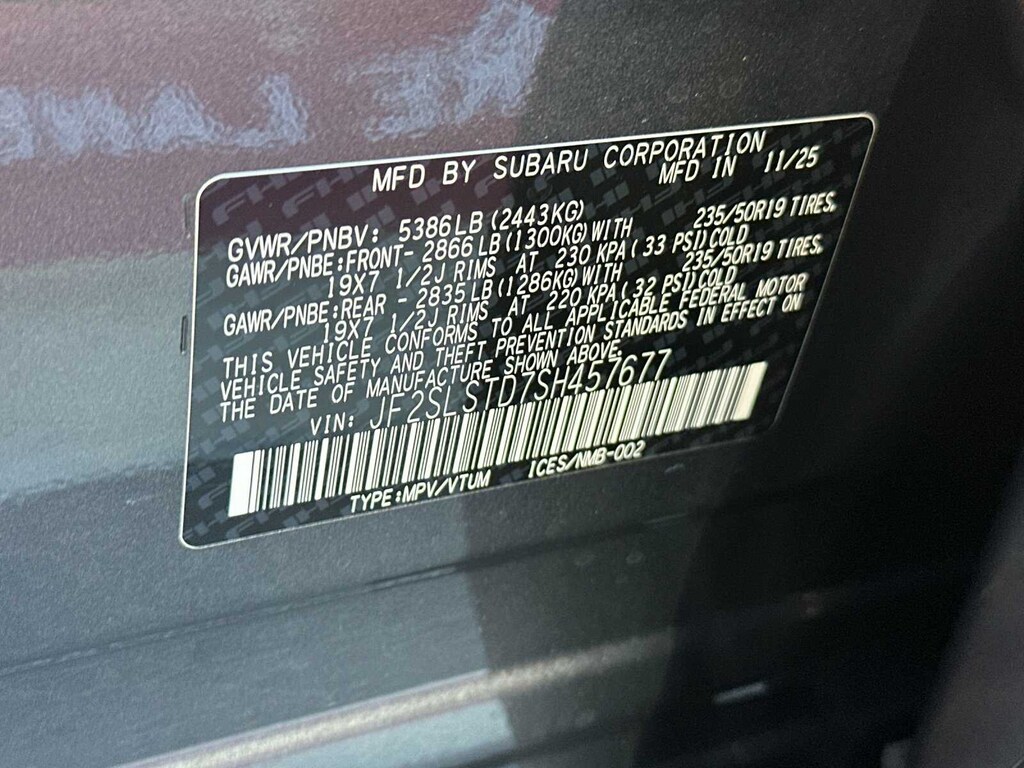 MFD BY SUBARU CORPORATION
MFD IN 11/25
GVWR/PNBV: 5386LB(2443KG)
GAWR/PNBE:FRONT- 2866LB(1300KG)WITH 235/50R19 TIRES,
19X7 1/2J RIMS AT 230 KPA(33 PSI)COLD
GAWR/PNBE:REAR - 2835LB(1286KG)WITH 235/50R19 TIRES,
19X7 1/2J RIMS, AT 220 KPA(32 PSI)COLD
THIS VEHICLE CONFORMS TO ALL APPLICABLE FEDERAL MOTOR
VEHICLE SAFETY AND THEFT PREVENTION STANDARDS IN EFFECT ON
THE DATE OF MANUFACTURE SHOWN ABOVE.
VIN: JF2SLSTD7SH457677
TYPE:MPV/VTUM ICES/NMB-002